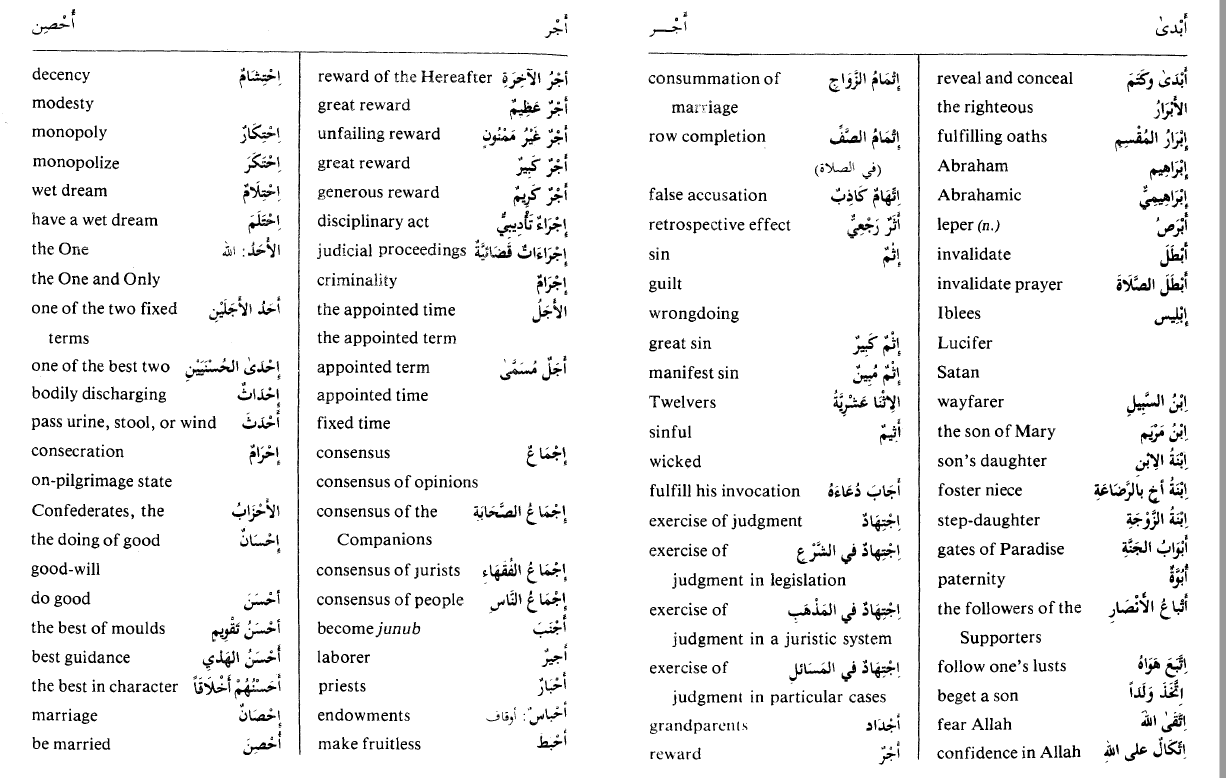 أَبْدىٰ
أَجْــر
reveal and conceal أَبْدَىٰ وكَتَمَ
the righteous الأَبْرَارُ
fulfilling oaths إِبْرَارُ المُقْسِمِ
Abraham إِبْرَاهِيم
Abrahamic إِبْرَاهِيمِيٌّ
leper (n.) أَبْرَصُ
invalidate أَبْطَلَ
invalidate prayer أَبْطَلَ الصَّلَاةَ
Iblees إِبْلِيس
Lucifer
Satan
wayfarer اِبْنُ السَّبِيلِ
the son of Mary اِبْنُ مَرْيَم
son's daughter اِبْنَةُ الاِبْنِ
foster niece اِبْنَةُ أخٍ بالرَّضَاعَةِ
step-daughter اِبْنَةُ الزَّوْجَةِ
gates of Paradise أَبْوَابُ الجَنَّةِ
paternity أُبُوَّةٌ
the followers of the أَتْبَاعُ الأَنْصَارِ
Supporters
follow one's lusts اِتَّبَعَ هَوَاهُ
beget a son اِتَّخَذَ وَلَداً
fear Allah اِتَّقَىٰ اللهَ
confidence in Allah اِتِّكَالٌ على اللهِ
consummation of إِتْمَامُ الزَّوَاجِ
marriage
row completion إِتْمَامُ الصَّفِّ
(في الصلاة)
false accusation اِتِّهَامٌ كَاذِبٌ
retrospective effect أَثَرٌ رَجْعِيٌّ
sin إِثْمٌ
guilt
wrongdoing
great sin إِثْمٌ كَبِيرٌ
manifest sin إِثْمٌ مُبِينٌ
Twelvers الاِثْنَا عَشْرِيَّةُ
sinful أَثِيمٌ
wicked
fulfill his invocation أَجَابَ دُعَاءَهُ
exercise of judgment اِجْتِهَادٌ
exercise of اِجْتِهَادٌ في الشَّرْعِ
judgment in legislation
exercise of اِجْتِهَادٌ في المَذْهَبِ
judgment in a juristic system
exercise of اِجْتِهَادٌ في المَسَائلِ
judgment in particular cases
grandparents أَجْدَاد
reward أَجْرٌ
أَجْر
أَحْصِن
reward of the Hereafter أَجْرُ الآخِرَةِ
great reward أَجْرٌ عَظِيمٌ
unfailing reward أَجْرٌ غَيْرُ مَمْنُونٍ
great reward أَجْرٌ كَبِيرٌ
generous reward أَجْرٌ كَرِيمٌ
disciplinary act إِجْرَاءٌ تَأْدِيبِيٌّ
judicial proceedings إِجْرَاءَاتٌ قَضَائِيَّةٌ
criminality إِجْرَامٌ
the appointed time الأَجَلُ
the appointed term
appointed term أَجَلٌ مُسَمَّىٰ
appointed time
fixed time
consensus إِجْمَاعٌ
consensus of opinions
consensus of the إِجْمَاعُ الصَّحَابَةِ
Companions
consensus of jurists إِجْمَاعُ الفُقَهَاءِ
consensus of people إِجْمَاعُ النَّاسِ
become junub أَجْنَبَ
laborer أَجِيرٌ
priests أَحْبَارٌ
endowments أَحْبَاسٌ: أوقاف
make fruitless أَحْبَطَ
decency اِحْتِشَامٌ
modesty
monopoly اِحْتِكَارٌ
monopolize اِحْتَكَرَ
wet dream اِحْتِلَامٌ
have a wet dream اِحْتَلَمَ
the One الأَحَدُ: الله
the One and Only
one of the two fixed أَحَدُ الأَجَلَيْنِ
terms
one of the best two إِحْدَىٰ الحُسْنَيَيْنِ
bodily discharging إِحْدَاثٌ
pass urine, stool, or wind أَحْدَثَ
consecration إِحْرَامٌ
on-pilgrimage state
Confederates, the الأَحْزَابُ
the doing of good إِحْسَانٌ
good-will
do good أَحْسَنَ
the best of moulds أَحْسَنُ تَقْوِيمٍ
best guidance أَحْسَنُ الهَدْيِ
the best in character أَحَسْنُهُمْ أَخْلَاقَاً
marriage إِحْصَانٌ
be married أُحْصِنَ